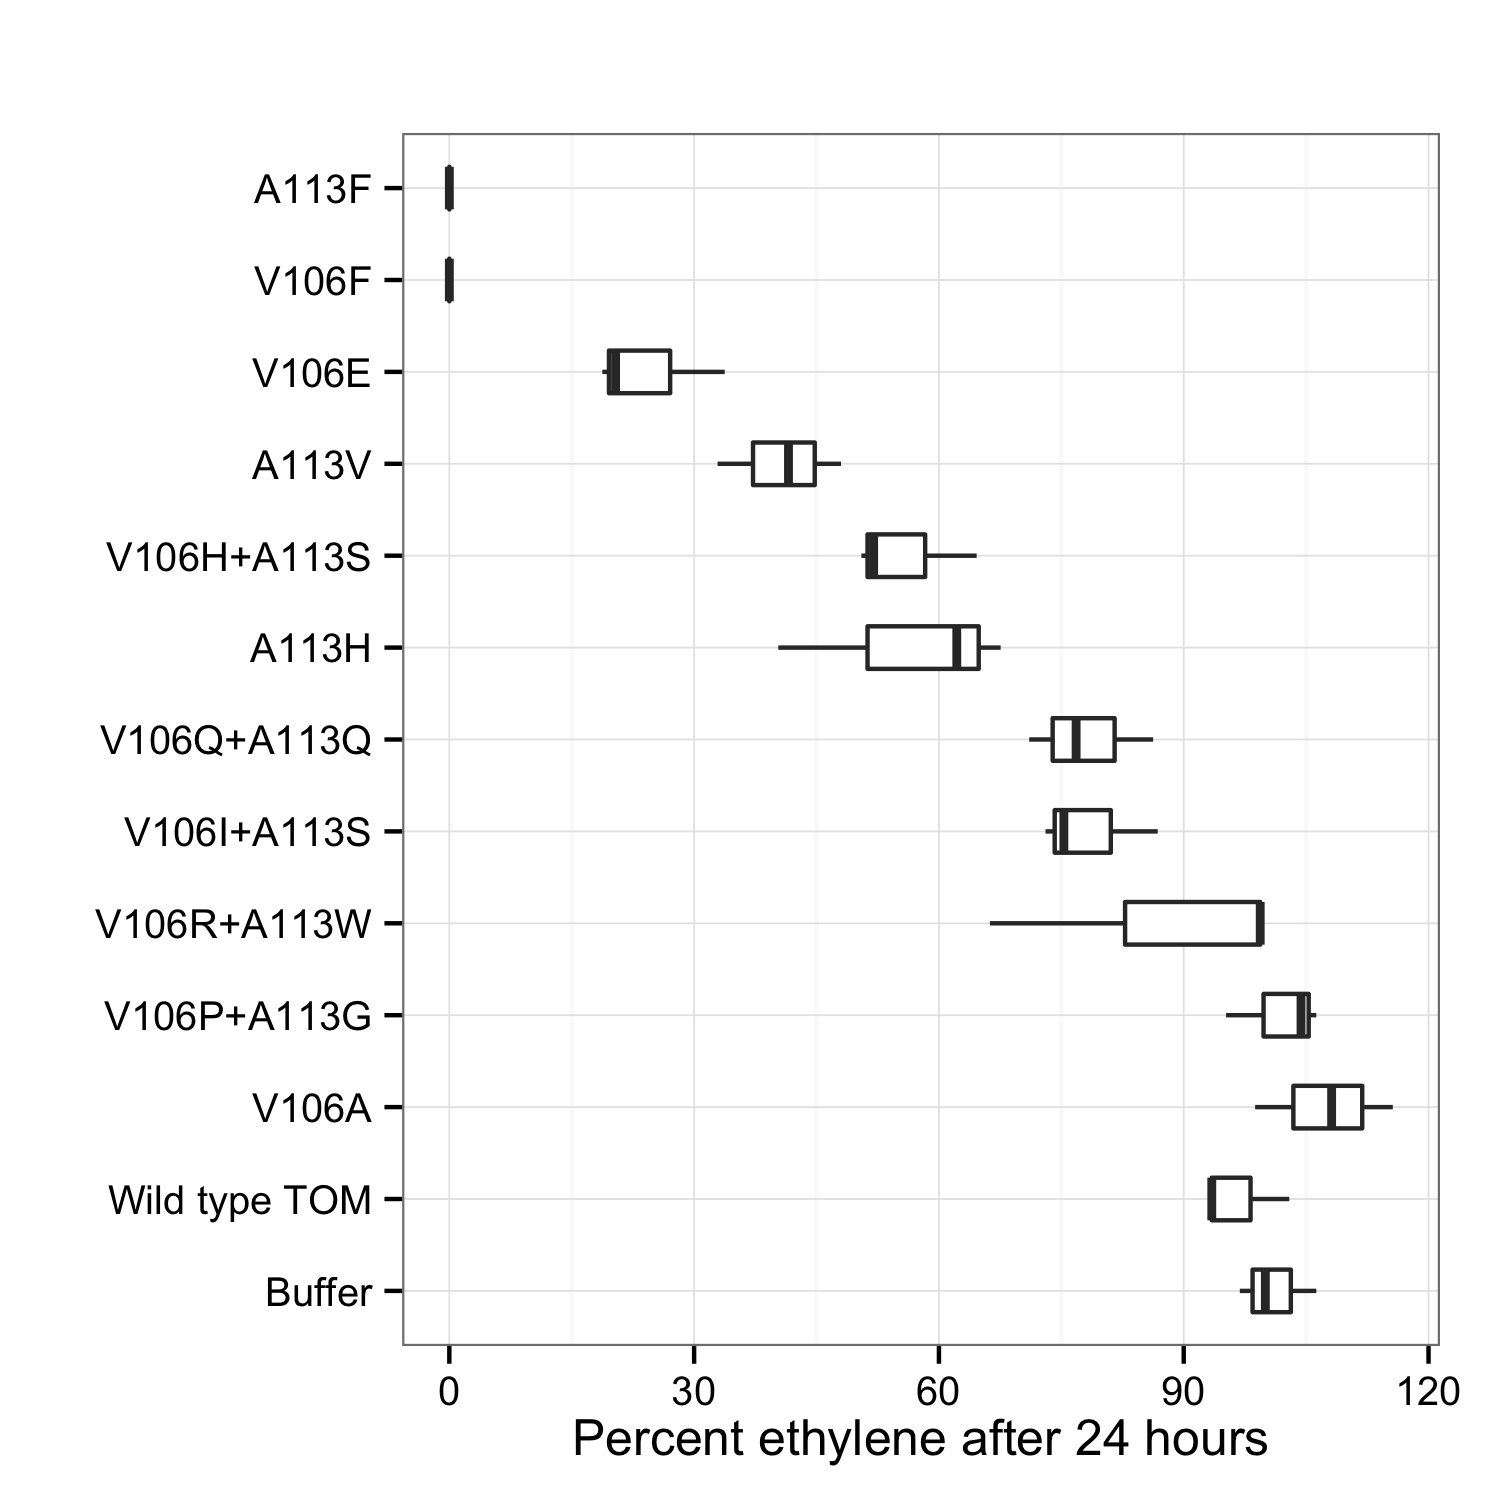 A113F
V106F
V106E
A113V
V106H+A113S
A113H
V106Q+A113Q
V106I+A113S
V106R+A113W
V106P+A113G
V106A
Wild type TOM
Buffer
0 30 60 90 120
Percent ethylene after 24 hours